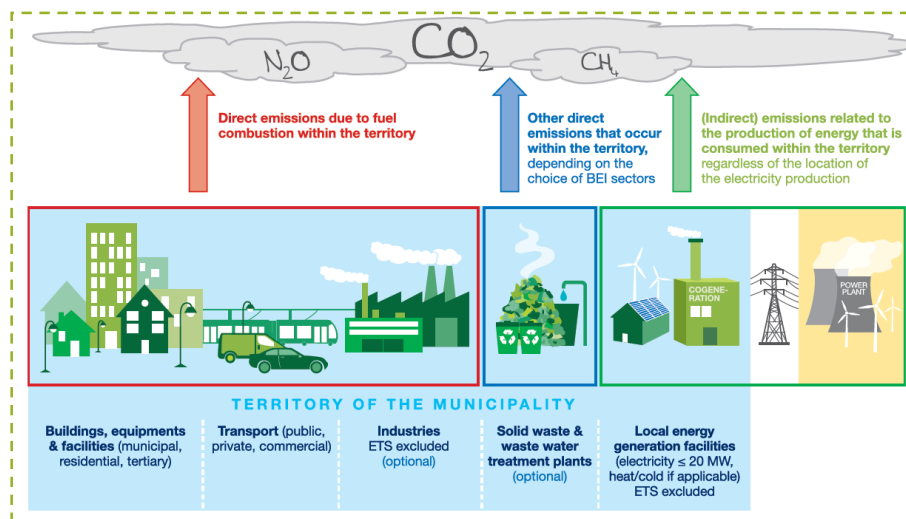 CO₂
N₂O
CH₄
Direct emissions due to fuel
combustion within the territory
Other direct
emissions that occur
within the territory,
depending on the
choice of BEI sectors
(Indirect) emissions related to
the production of energy that is
consumed within the territory
regardless of the location of
the electricity production
COGENE-
RATION
POWER
PLANT
TERRITORY OF THE MUNICIPALITY
Buildings, equipments
& facilities (municipal,
residential, tertiary)
Transport (public,
private, commercial)
Industries
ETS excluded
(optional)
Solid waste &
waste water
treatment plants
(optional)
Local energy
generation facilities
(electricity ≤ 20 MW,
heat/cold if applicable)
ETS excluded